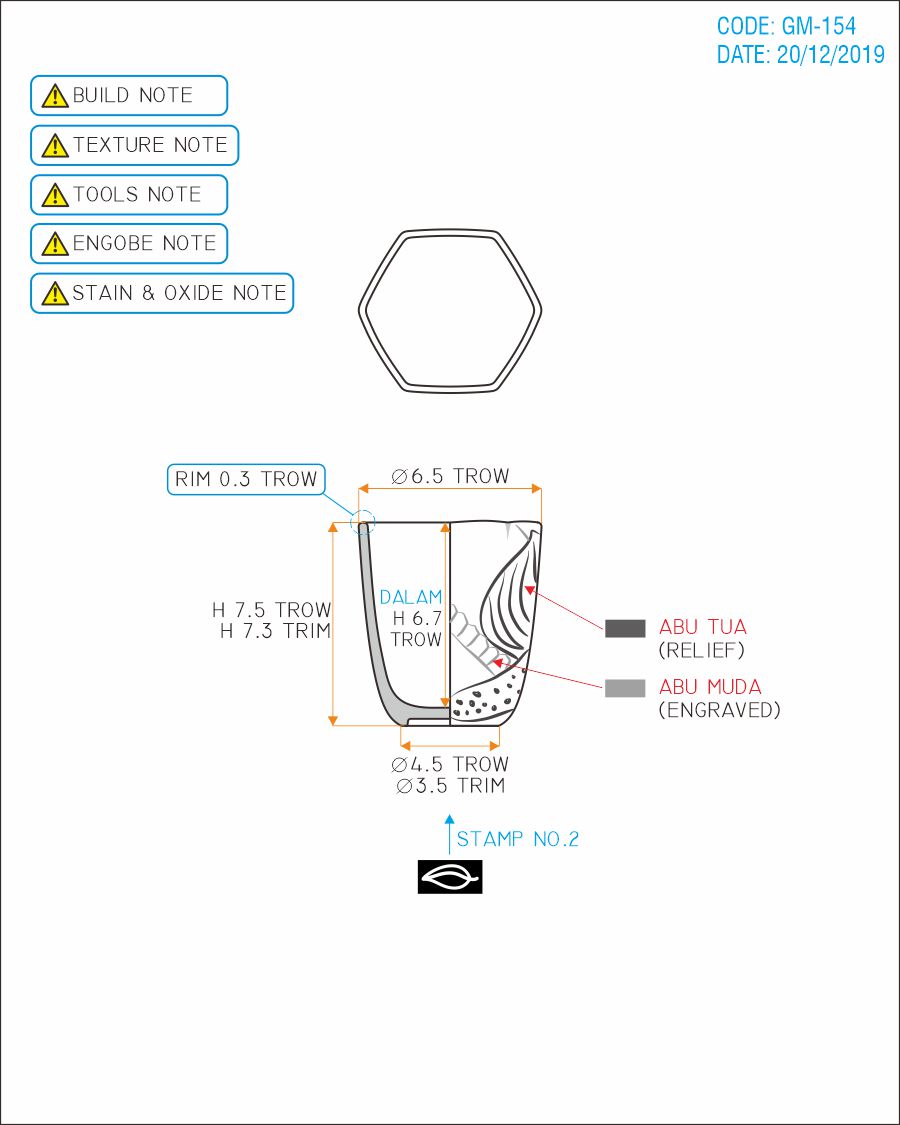 CODE: GM-154
DATE: 20/12/2019
BUILD NOTE
TEXTURE NOTE
TOOLS NOTE
ENGOBE NOTE
STAIN & OXIDE NOTE
RIM 0.3 TROW
∅6.5 TROW
H 7.5 TROW
H 7.3 TRIM
DALAM
H 6.7
TROW
ABU TUA
(RELIEF)
ABU MUDA
(ENGRAVED)
∅4.5 TROW
∅3.5 TRIM
STAMP NO.2